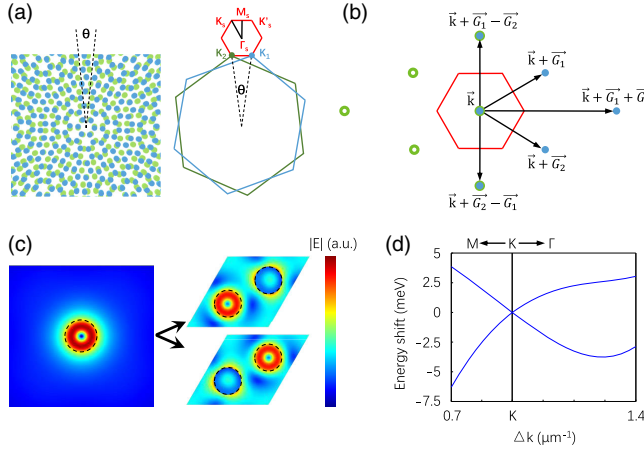 (a)
θ
M_s
K_s
K'_s
Γ_s
K_2
K_1
θ
(b)
k⃗ + G_1⃗ − G_2⃗
k⃗ + G_1⃗
k⃗
k⃗ + G_1⃗ + G
k⃗ + G_2⃗
k⃗ + G_2⃗ − G_1⃗
(c)
|E| (a.u.)
(d)
M K Γ
Energy shift (meV)
5
2.5
0
−2.5
−5
−7.5
0.7 K 1.4
Δk (μm⁻¹)